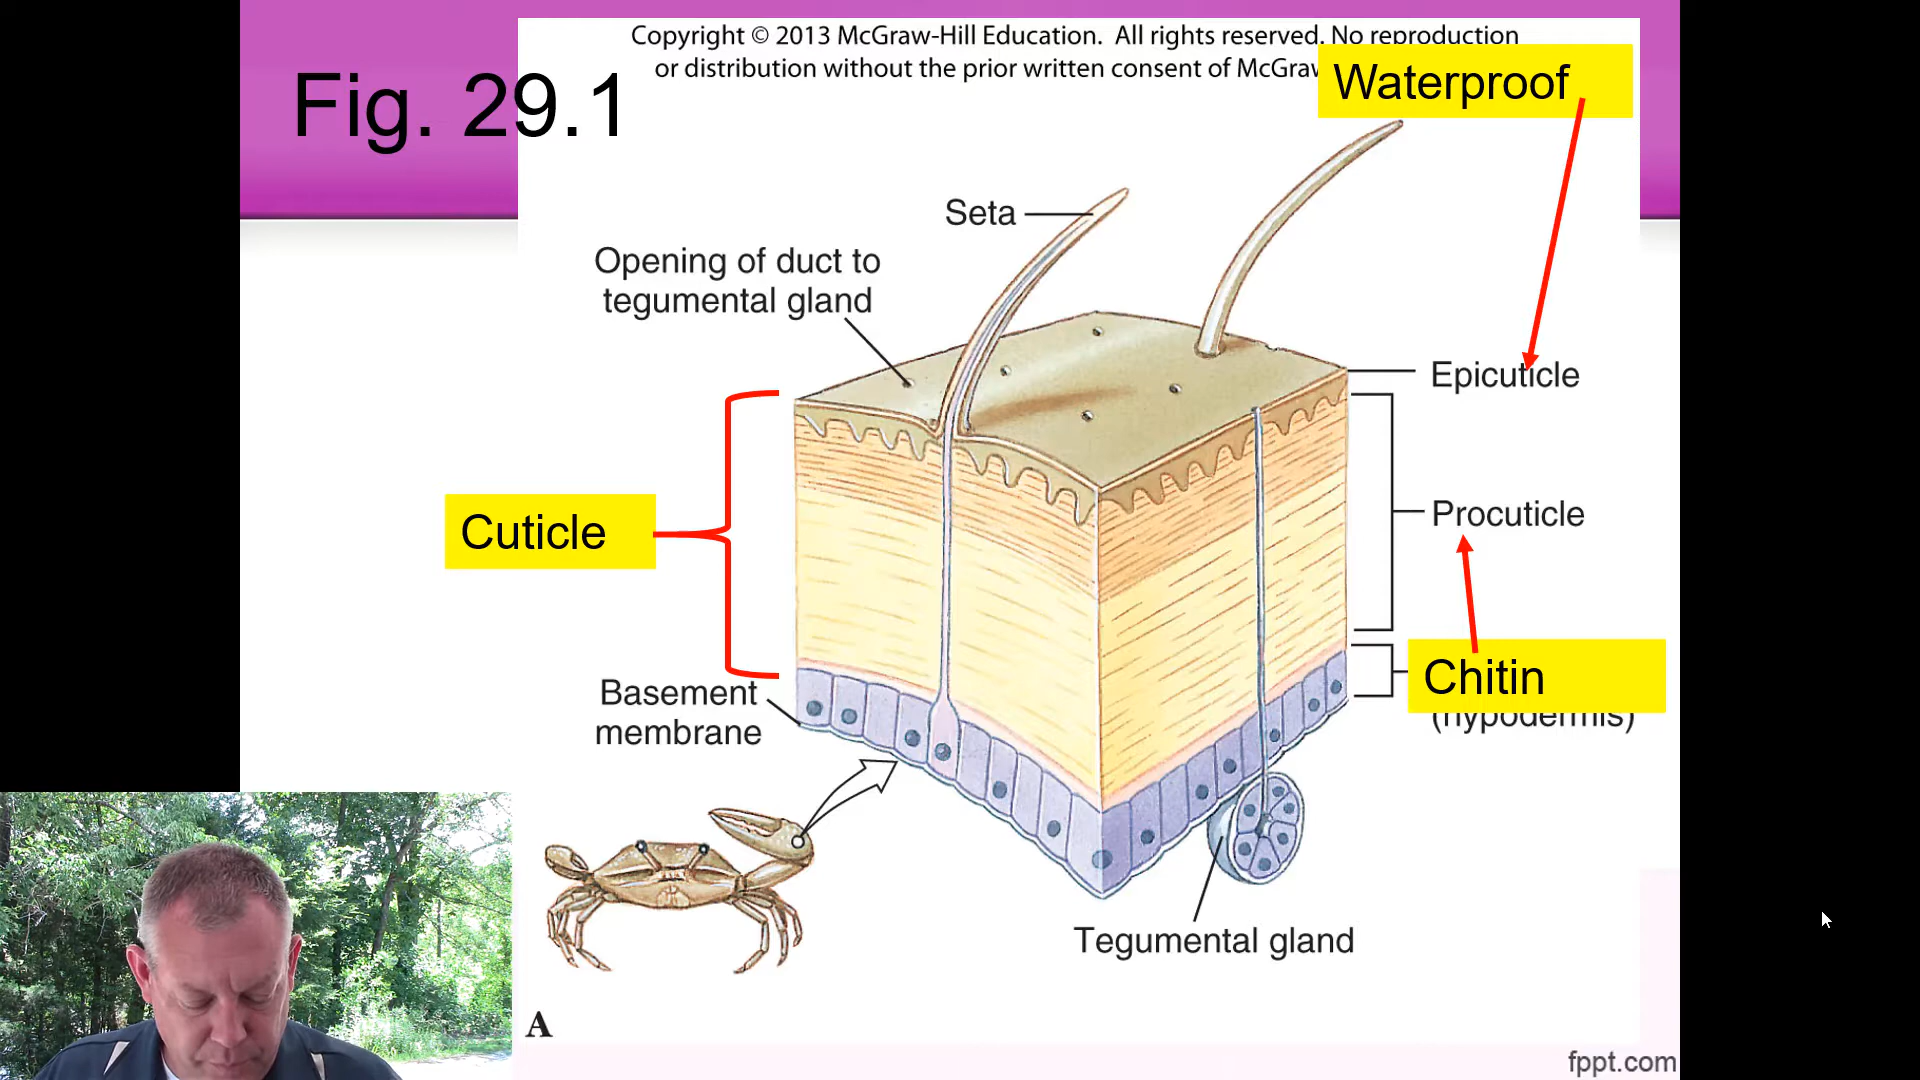 Copyright © 2013 McGraw-Hill Education. All rights reserved. No reproduction
or distribution without the prior written consent of McGraw
Waterproof
Fig. 29.1
Seta
Opening of duct to
tegumental gland
Epicuticle
Procuticle
Cuticle
Chitin
(hypodermis)
Basement
membrane
Tegumental gland
A
fppt.com